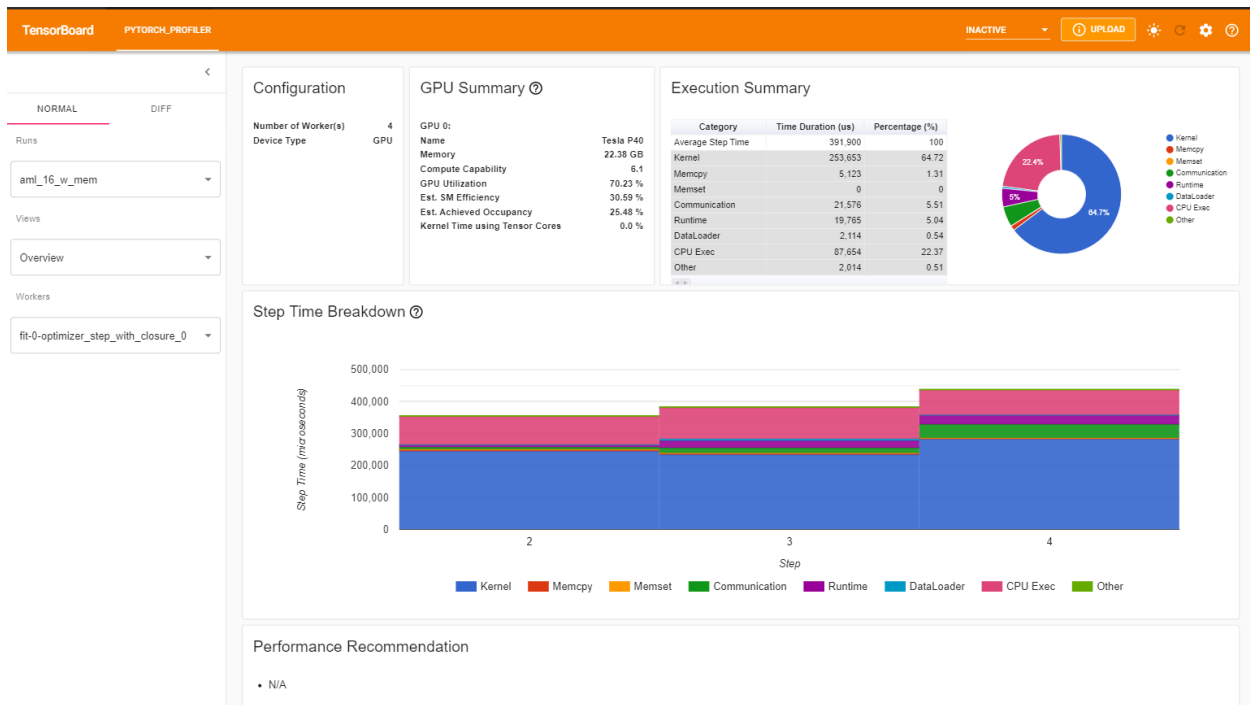 TensorBoard PYTORCH_PROFILER INACTIVE UPLOAD
NORMAL DIFF
Runs
aml_16_w_mem
Views
Overview
Workers
fit-0-optimizer_step_with_closure_0
Configuration
Number of Worker(s) 4
Device Type GPU
GPU Summary
GPU 0:
Name Tesla P40
Memory 22.38 GB
Compute Capability 6.1
GPU Utilization 70.23 %
Est. SM Efficiency 30.59 %
Est. Achieved Occupancy 25.48 %
Kernel Time using Tensor Cores 0.0 %
Execution Summary
Category Time Duration (us) Percentage (%)
Average Step Time 391,900 100
Kernel 253,653 64.72
Memcpy 5,123 1.31
Memset 0 0
Communication 21,576 5.51
Runtime 19,765 5.04
DataLoader 2,114 0.54
CPU Exec 87,654 22.37
Other 2,014 0.51
22.4%
5%
64.7%
Kernel
Memcpy
Memset
Communication
Runtime
DataLoader
CPU Exec
Other
Step Time Breakdown
Step Time (microseconds)
500,000
400,000
300,000
200,000
100,000
0
2 3 4
Step
Kernel Memcpy Memset Communication Runtime DataLoader CPU Exec Other
Performance Recommendation
• N/A